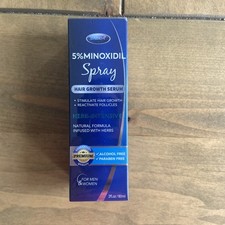 5%MINOXIDIL
Spray
HAIR GROWTH SERUM
• STIMULATE HAIR GROWTH
• REACTIVATE FOLLICLES
NATURAL FORMULA
INFUSED WITH HERBS
PREMIUM
✓ ALCOHOL FREE
✓ PARABEN FREE
FOR MEN
&WOMEN